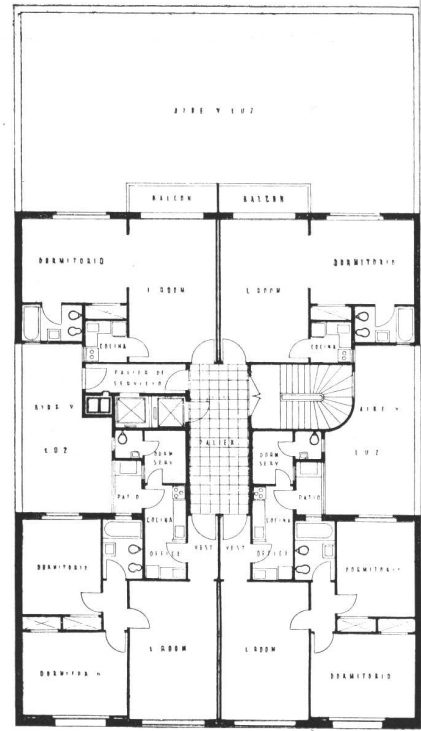 AIRE Y LUZ
BALCON BALCON
DORMITORIO L. ROOM L. ROOM DORMITORIO
COCINA COCINA
PALIER DE
SERVICIO
AIRE Y
LUZ
PALIER
AIRE Y
LUZ
DORM
SERV
DORM
SERV
PATIO PATIO
COCINA COCINA
OFFICE VEST VEST OFFICE
DORMITORIO DORMITORIO
L. ROOM L. ROOM
DORMITORIO DORMITORIO